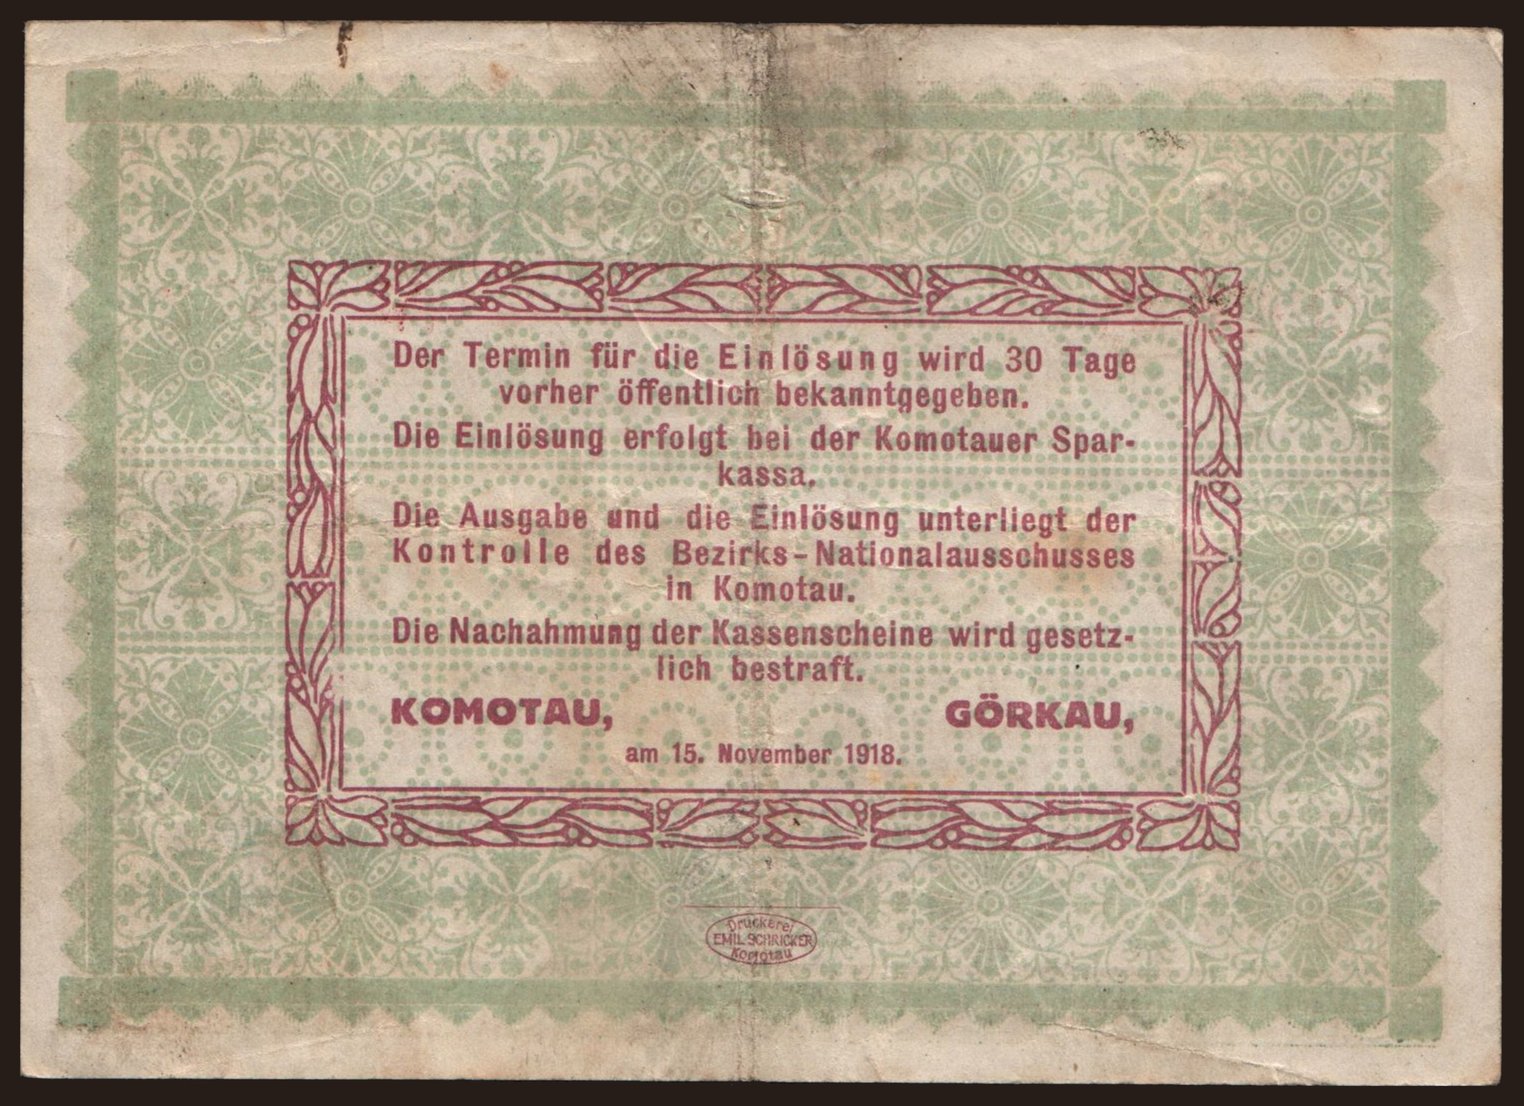 Der Termin für die Einlösung wird 30 Tage
vorher öffentlich bekanntgegeben.
Die Einlösung erfolgt bei der Komotauer Spar-
kassa.
Die Ausgabe und die Einlösung unterliegt der
Kontrolle des Bezirks-Nationalausschusses
in Komotau.
Die Nachahmung der Kassenscheine wird gesetz-
lich bestraft.
KOMOTAU, GÖRKAU,
am 15. November 1918.
Druckerei
EMIL SCHRICKER
Komotau